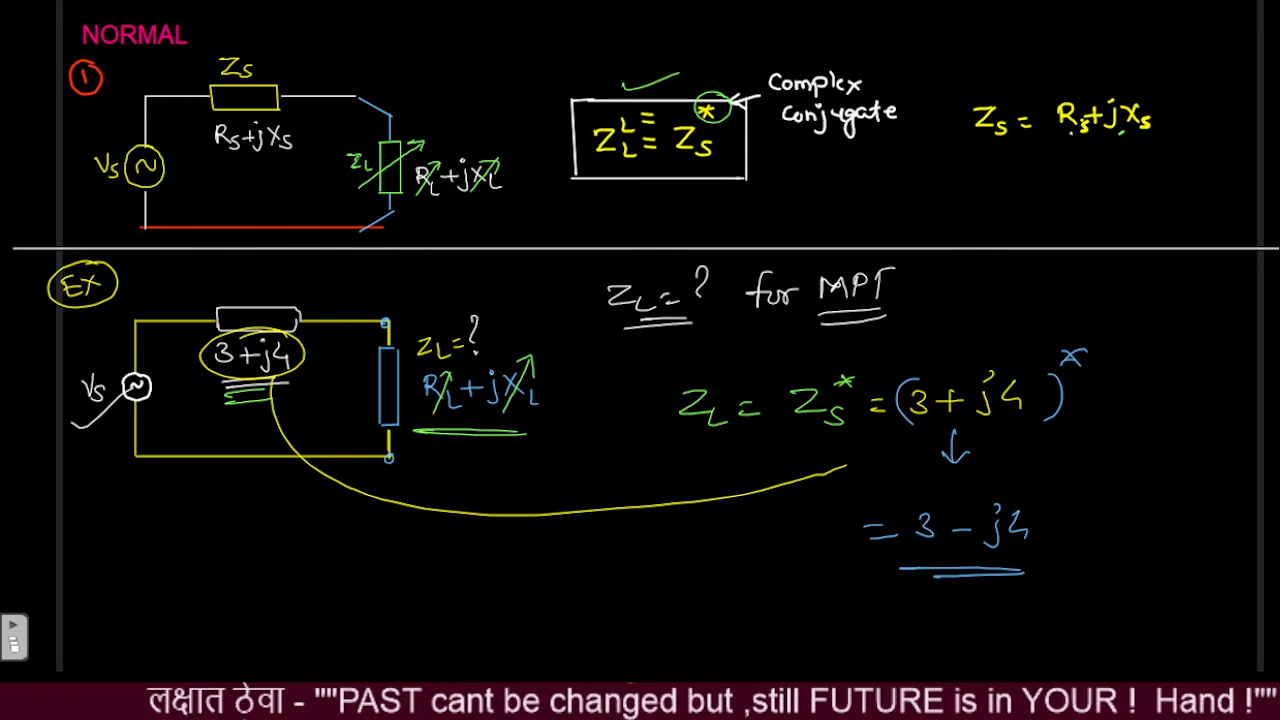 NORMAL
1
Zs
Rs+jXs
Vs
ZL
RL+jXL
ZL = Zs*
L=
Complex
Conjugate
Zs = Rs+jXs
EX
ZL=? for MPT
3+j4
Vs
ZL=?
RL+jXL
ZL = Zs* = (3+j4)*
= 3-j4
लक्षात ठेवा - ""PAST cant be changed but ,still FUTURE is in YOUR ! Hand !""